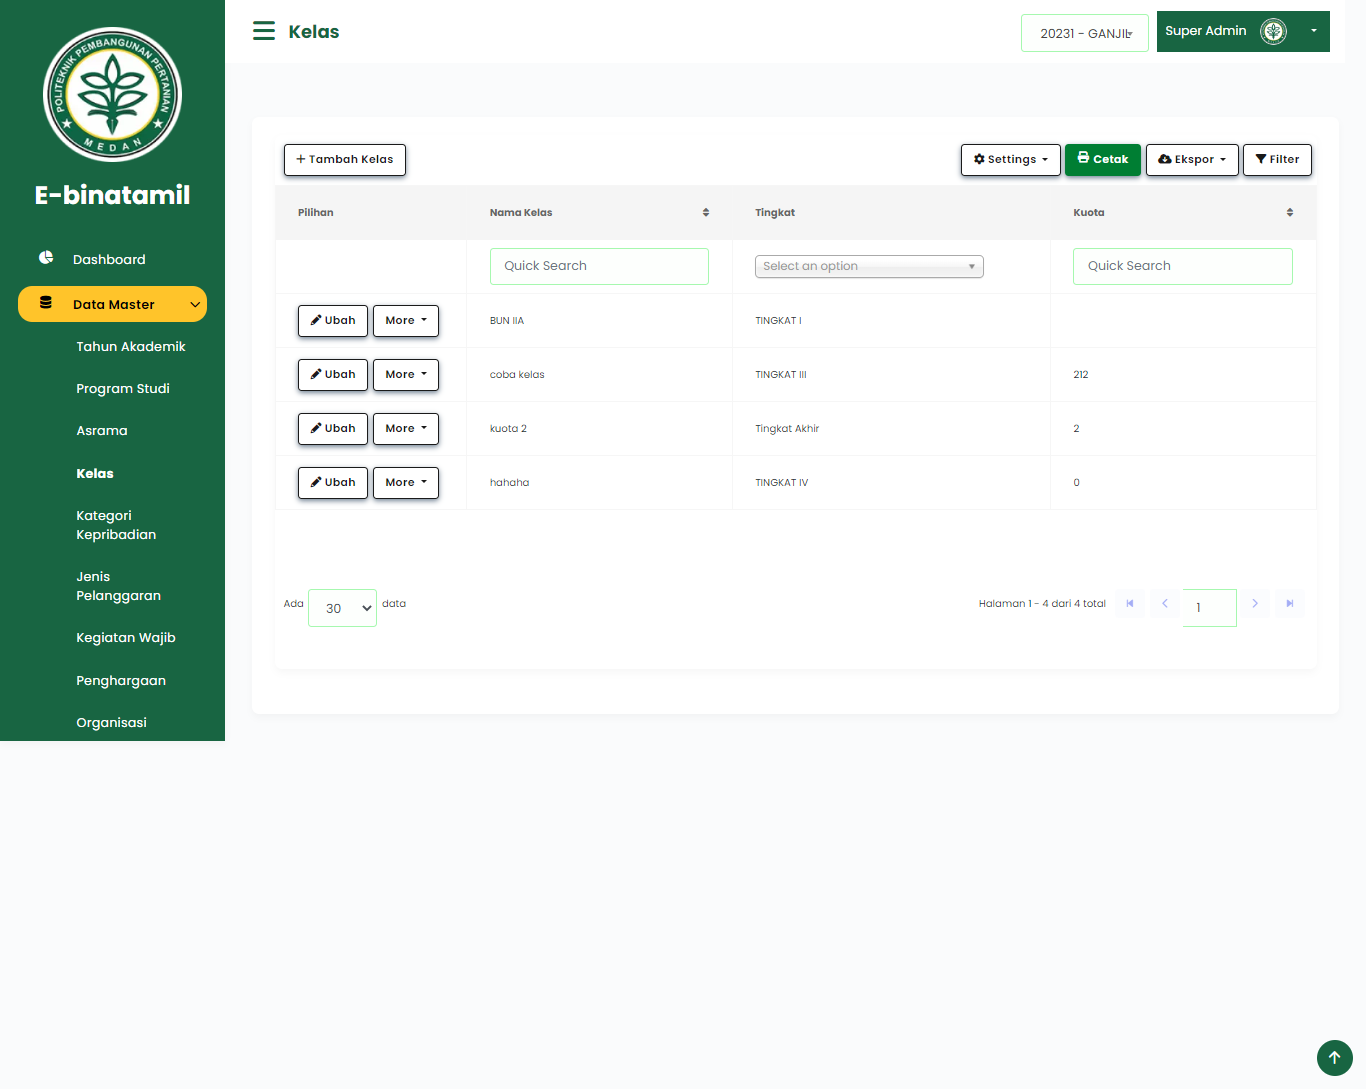 POLITEKNIK PEMBANGUNAN PERTANIAN
MEDAN
E-binatamil
Dashboard
Data Master
Tahun Akademik
Program Studi
Asrama
Kelas
Kategori
Kepribadian
Jenis
Pelanggaran
Kegiatan Wajib
Penghargaan
Organisasi
Kelas
20231 - GANJIL
Super Admin
+ Tambah Kelas
Settings
Cetak
Ekspor
Filter
Pilihan Nama Kelas Tingkat Kuota
Quick Search Select an option Quick Search
Ubah More BUN IIA TINGKAT I
Ubah More coba kelas TINGKAT III 212
Ubah More kuota 2 Tingkat Akhir 2
Ubah More hahaha TINGKAT IV 0
Ada 30 data
Halaman 1 - 4 dari 4 total 1